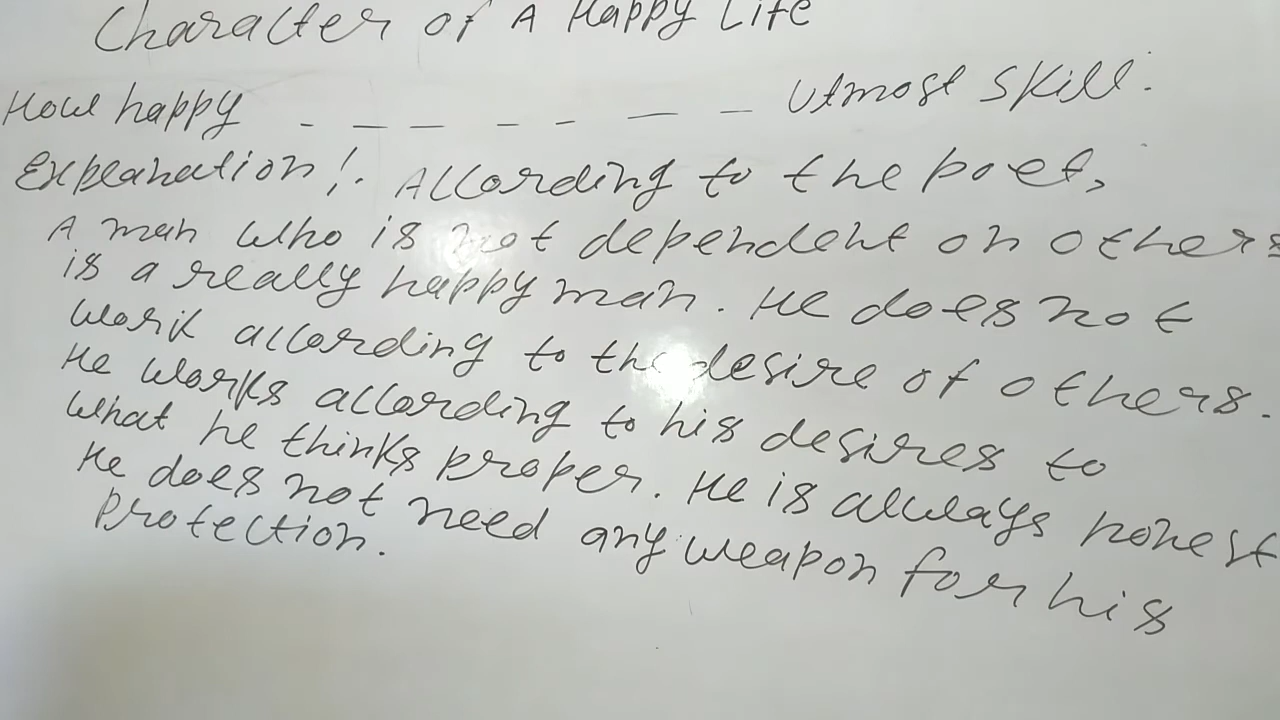 Character of A Happy Life
How happy - - - - - - - Utmost Skill.
Explanation:- According to the poet,
A man who is not dependent on others
is a really happy man. He does not
work according to the desire of others.
He works according to his desires to
what he thinks proper. He is always honest
He does not need any weapon for his
Protection.